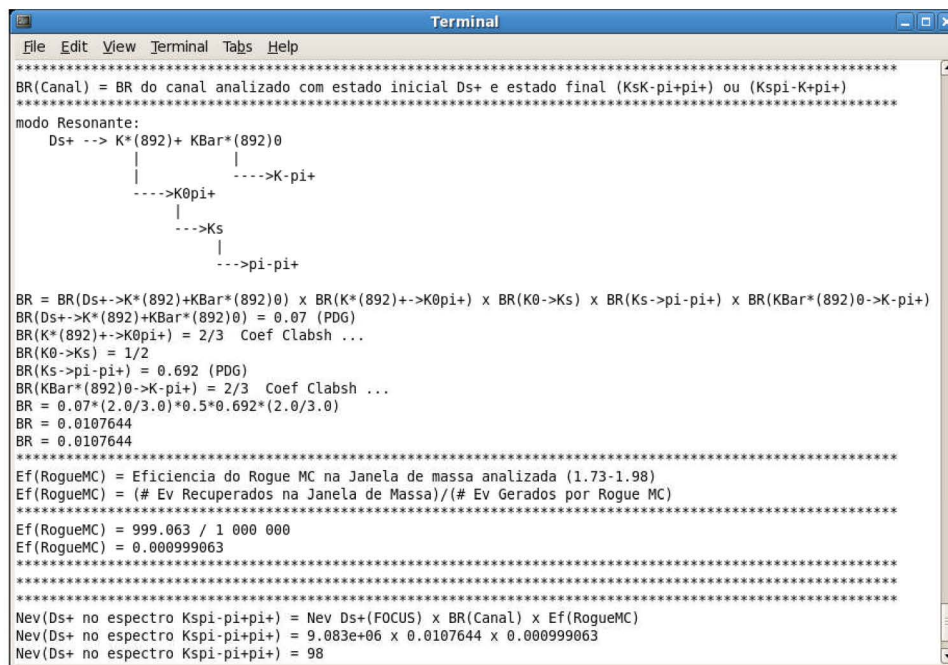 Terminal
File Edit View Terminal Tabs Help
**********************************************************************************************************
BR(Canal) = BR do canal analizado com estado inicial Ds+ e estado final (KsK-pi+pi+) ou (Kspi-K+pi+)
**********************************************************************************************************
modo Resonante:
    Ds+ --> K*(892)+ KBar*(892)0
              |           |
              |           ---->K-pi+
              ---->K0pi+
                   |
                   --->Ks
                        |
                        --->pi-pi+
BR = BR(Ds+->K*(892)+KBar*(892)0) x BR(K*(892)+->K0pi+) x BR(K0->Ks) x BR(Ks->pi-pi+) x BR(KBar*(892)0->K-pi+)
BR(Ds+->K*(892)+KBar*(892)0) = 0.07 (PDG)
BR(K*(892)+->K0pi+) = 2/3  Coef Clabsh ...
BR(K0->Ks) = 1/2
BR(Ks->pi-pi+) = 0.692 (PDG)
BR(KBar*(892)0->K-pi+) = 2/3  Coef Clabsh ...
BR = 0.07*(2.0/3.0)*0.5*0.692*(2.0/3.0)
BR = 0.0107644
BR = 0.0107644
**********************************************************************************************************
Ef(RogueMC) = Eficiencia do Rogue MC na Janela de massa analizada (1.73-1.98)
Ef(RogueMC) = (# Ev Recuperados na Janela de Massa)/(# Ev Gerados por Rogue MC)
**********************************************************************************************************
Ef(RogueMC) = 999.063 / 1 000 000
Ef(RogueMC) = 0.000999063
**********************************************************************************************************
**********************************************************************************************************
**********************************************************************************************************
Nev(Ds+ no espectro Kspi-pi+pi+) = Nev Ds+(FOCUS) x BR(Canal) x Ef(RogueMC)
Nev(Ds+ no espectro Kspi-pi+pi+) = 9.083e+06 x 0.0107644 x 0.000999063
Nev(Ds+ no espectro Kspi-pi+pi+) = 98